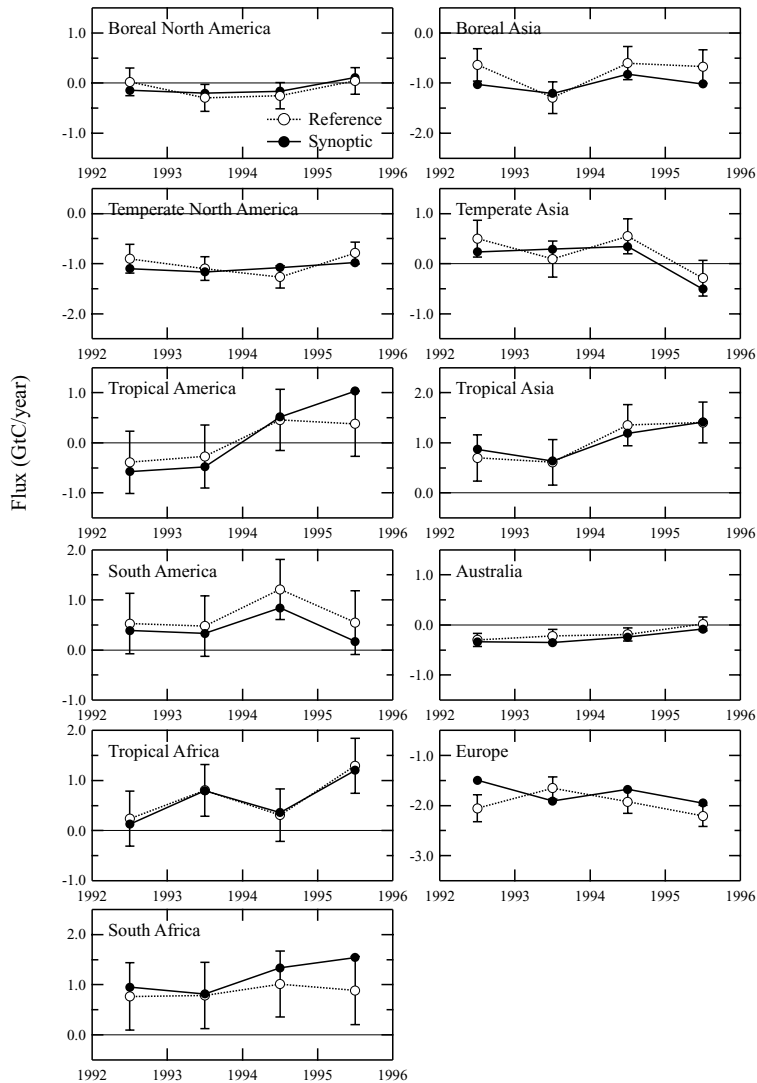 Flux (GtC/year)
1.0
0.0
-1.0
Boreal North America
Reference
Synoptic
1992 1993 1994 1995 1996
0.0
-1.0
-2.0
Boreal Asia
1992 1993 1994 1995 1996
0.0
-1.0
-2.0
Temperate North America
1992 1993 1994 1995 1996
1.0
0.0
-1.0
Temperate Asia
1992 1993 1994 1995 1996
1.0
0.0
-1.0
Tropical America
1992 1993 1994 1995 1996
2.0
1.0
0.0
Tropical Asia
1992 1993 1994 1995 1996
2.0
1.0
0.0
-1.0
South America
1992 1993 1994 1995 1996
1.0
0.0
-1.0
Australia
1992 1993 1994 1995 1996
2.0
1.0
0.0
-1.0
Tropical Africa
1992 1993 1994 1995 1996
-1.0
-2.0
-3.0
Europe
1992 1993 1994 1995 1996
2.0
1.0
0.0
South Africa
1992 1993 1994 1995 1996